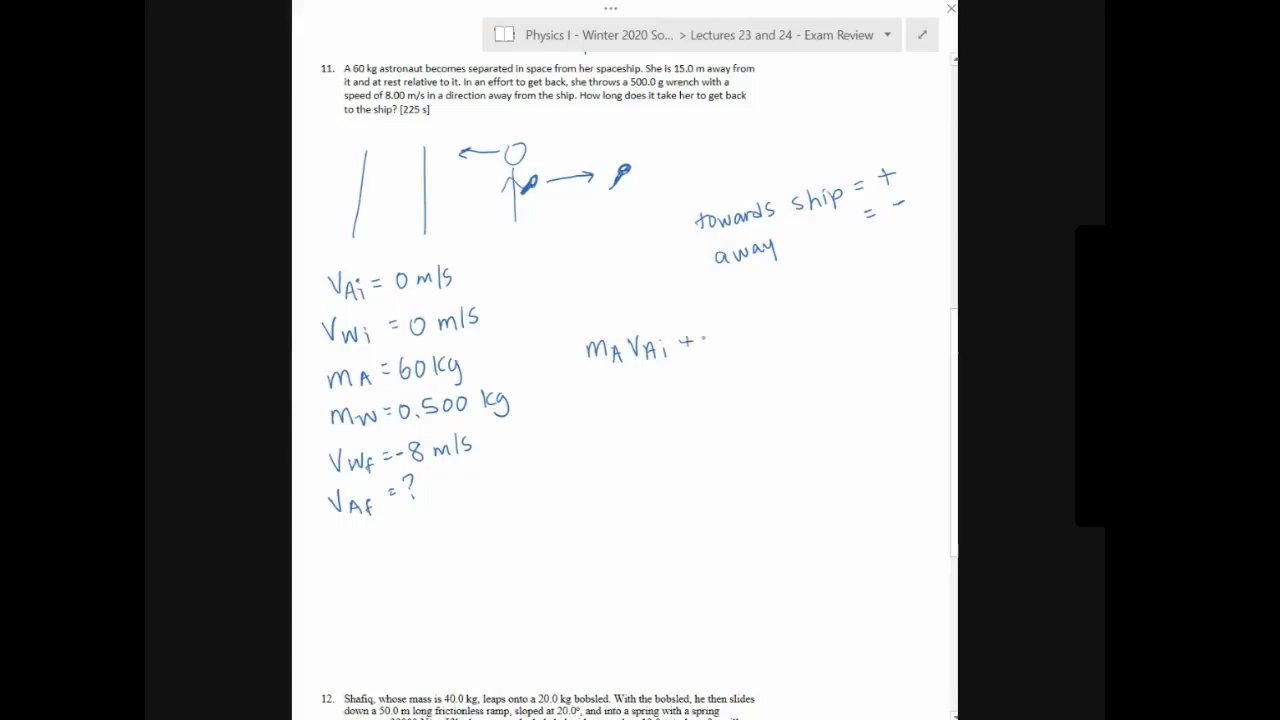 Physics I - Winter 2020 So... > Lectures 23 and 24 - Exam Review
11. A 60 kg astronaut becomes separated in space from her spaceship. She is 15.0 m away from
it and at rest relative to it. In an effort to get back, she throws a 500.0 g wrench with a
speed of 8.00 m/s in a direction away from the ship. How long does it take her to get back
to the ship? [225 s]
towards ship = +
away = -
VAi = 0 m/s
VWi = 0 m/s
mA = 60 kg
mW = 0.500 kg
VWf = -8 m/s
VAf = ?
mAVAi +
12. Shafiq, whose mass is 40.0 kg, leaps onto a 20.0 kg bobsled. With the bobsled, he then slides
down a 50.0 m long frictionless ramp, sloped at 20.0°, and into a spring with a spring